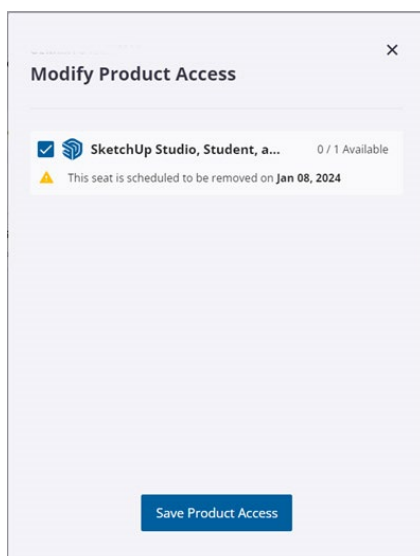 Modify Product Access
SketchUp Studio, Student, a... 0 / 1 Available
This seat is scheduled to be removed on Jan 08, 2024
Save Product Access